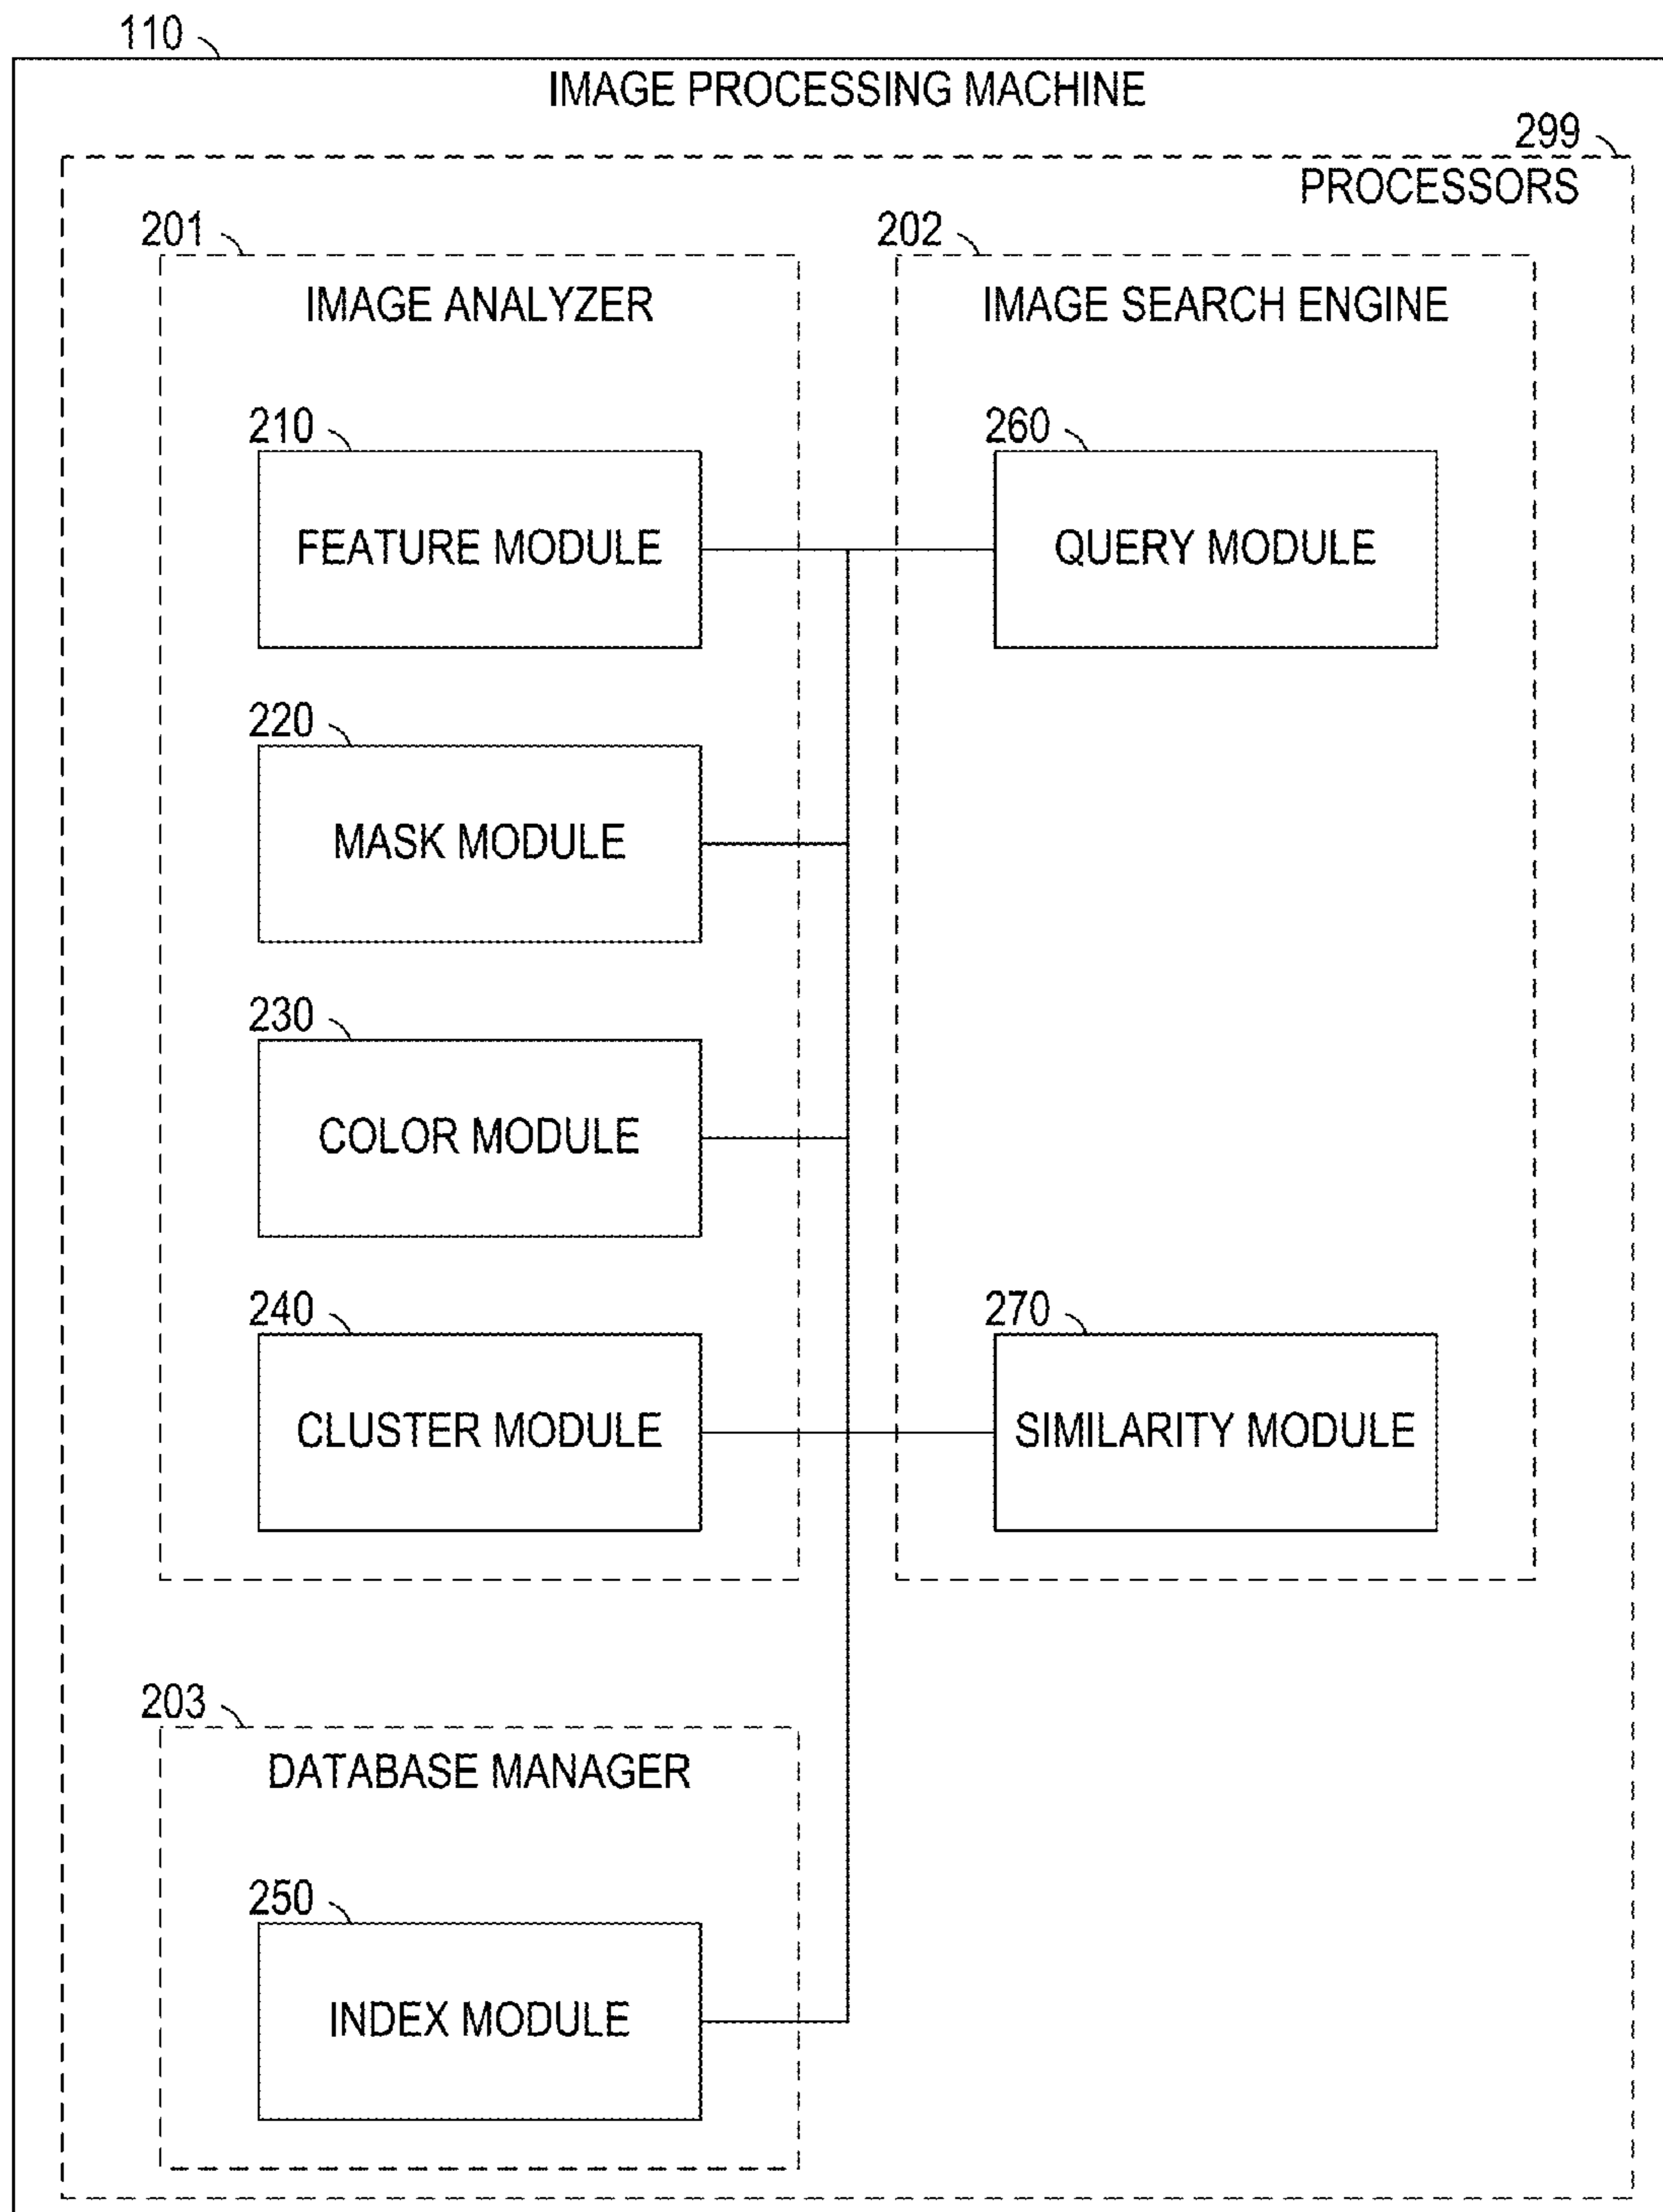 110
IMAGE PROCESSING MACHINE
299
PROCESSORS
201
IMAGE ANALYZER
202
IMAGE SEARCH ENGINE
210
FEATURE MODULE
260
QUERY MODULE
220
MASK MODULE
230
COLOR MODULE
240
CLUSTER MODULE
270
SIMILARITY MODULE
203
DATABASE MANAGER
250
INDEX MODULE